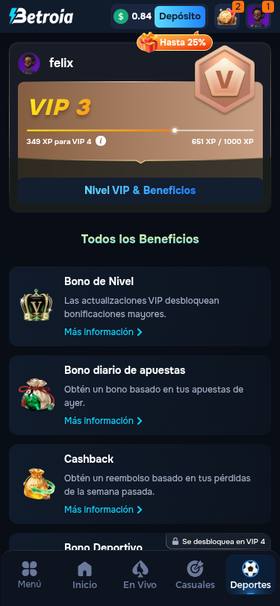 Betroia
$ 0.84 Depósito
2
1
Hasta 25%
felix
V
VIP 3
349 XP para VIP 4 i
651 XP / 1000 XP
Nivel VIP & Beneficios
Todos los Beneficios
Bono de Nivel
Las actualizaciones VIP desbloquean
bonificaciones mayores.
Más información
Bono diario de apuestas
Obtén un bono basado en tus apuestas de
ayer.
Más información
Cashback
Obtén un reembolso basado en tus pérdidas
de la semana pasada.
Más información
Se desbloquea en VIP 4
Bono Deportivo
Menú
Inicio
En Vivo
Casuales
Deportes